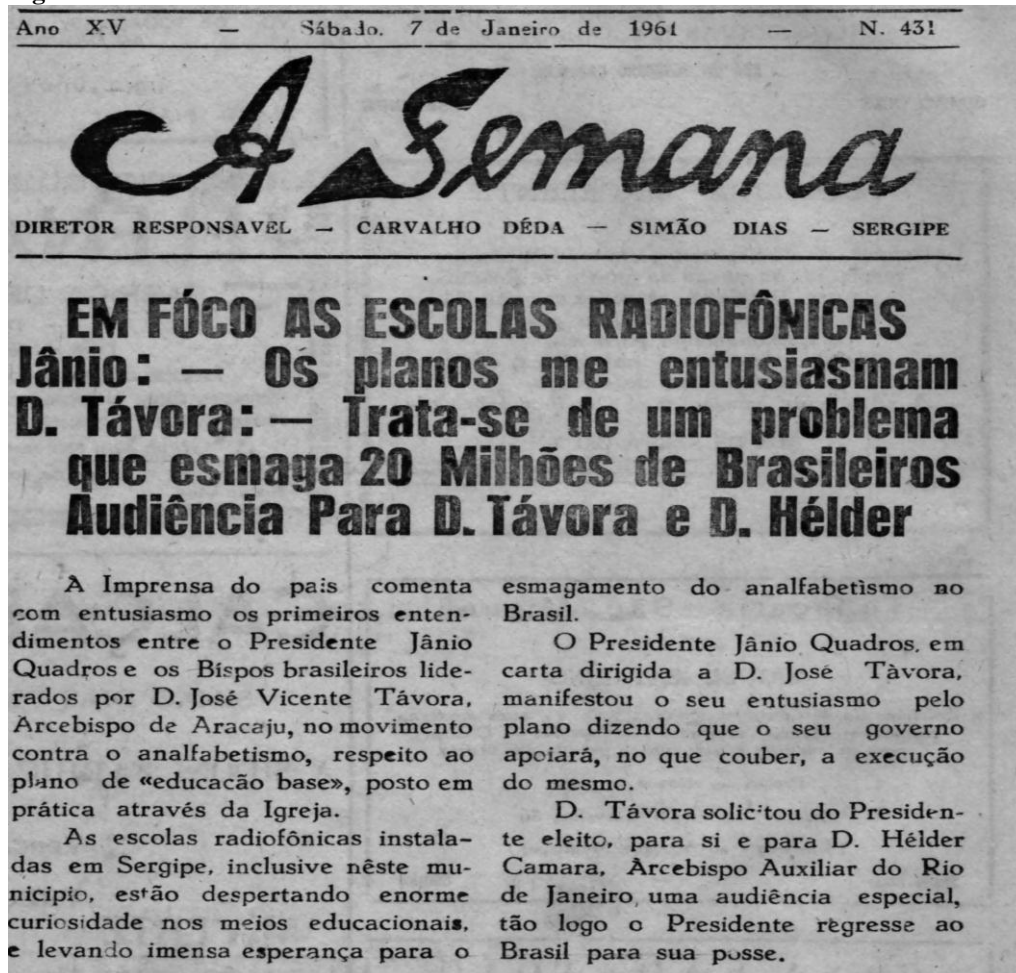 Ano XV — Sábado, 7 de Janeiro de 1961 — N. 431
A Semana
DIRETOR RESPONSAVEL — CARVALHO DÉDA — SIMÃO DIAS — SERGIPE
EM FÓCO AS ESCOLAS RADIOFÔNICAS
Jânio: — Os planos me entusiasmam
D. Távora: — Trata-se de um problema
que esmaga 20 Milhões de Brasileiros
Audiência Para D. Távora e D. Hélder
A Imprensa do pais comenta
com entusiasmo os primeiros enten-
dimentos entre o Presidente Jânio
Quadros e os Bispos brasileiros lide-
rados por D. José Vicente Távora,
Arcebispo de Aracaju, no movimento
contra o analfabetismo, respeito ao
plano de «educacão base», posto em
prática através da Igreja.
As escolas radiofônicas instala-
das em Sergipe, inclusive nêste mu-
nicipio, estão despertando enorme
curiosidade nos meios educacionais,
e levando imensa esperança para o
esmagamento do analfabetismo no
Brasil.
O Presidente Jânio Quadros, em
carta dirigida a D. José Tàvora,
manifestou o seu entusiasmo pelo
plano dizendo que o seu governo
apoiará, no que couber, a execução
do mesmo.
D. Távora solicitou do Presiden-
te eleito, para si e para D. Hélder
Camara, Arcebispo Auxiliar do Rio
de Janeiro, uma audiência especial,
tão logo o Presidente règresse ao
Brasil para sua posse.